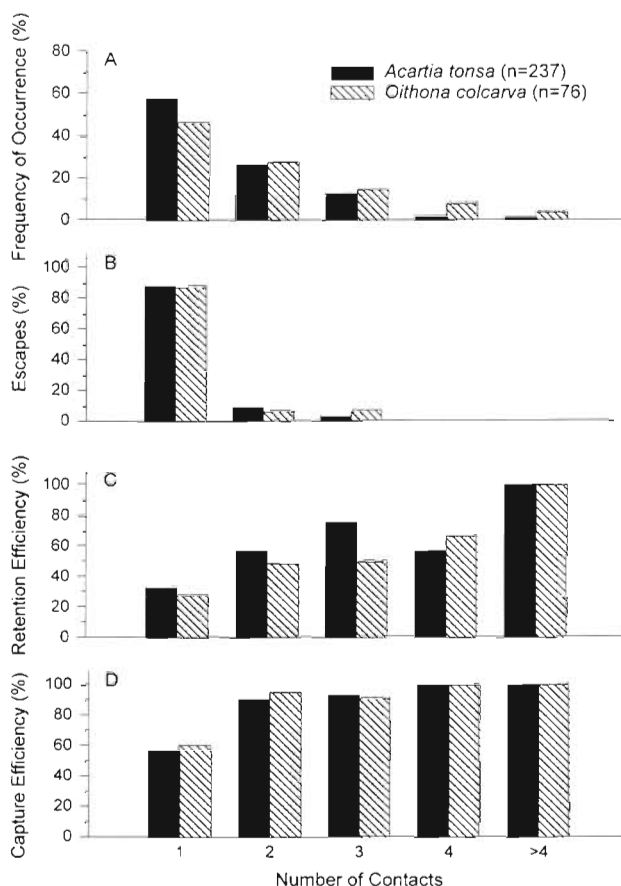 Frequency of Occurrence (%)
80
60
40
20
0
A
Acartia tonsa (n=237)
Oithona colcarva (n=76)
Escapes (%)
100
80
60
40
20
0
B
Retention Efficiency (%)
100
80
60
40
20
0
C
Capture Efficiency (%)
100
80
60
40
20
0
D
1 2 3 4 >4
Number of Contacts